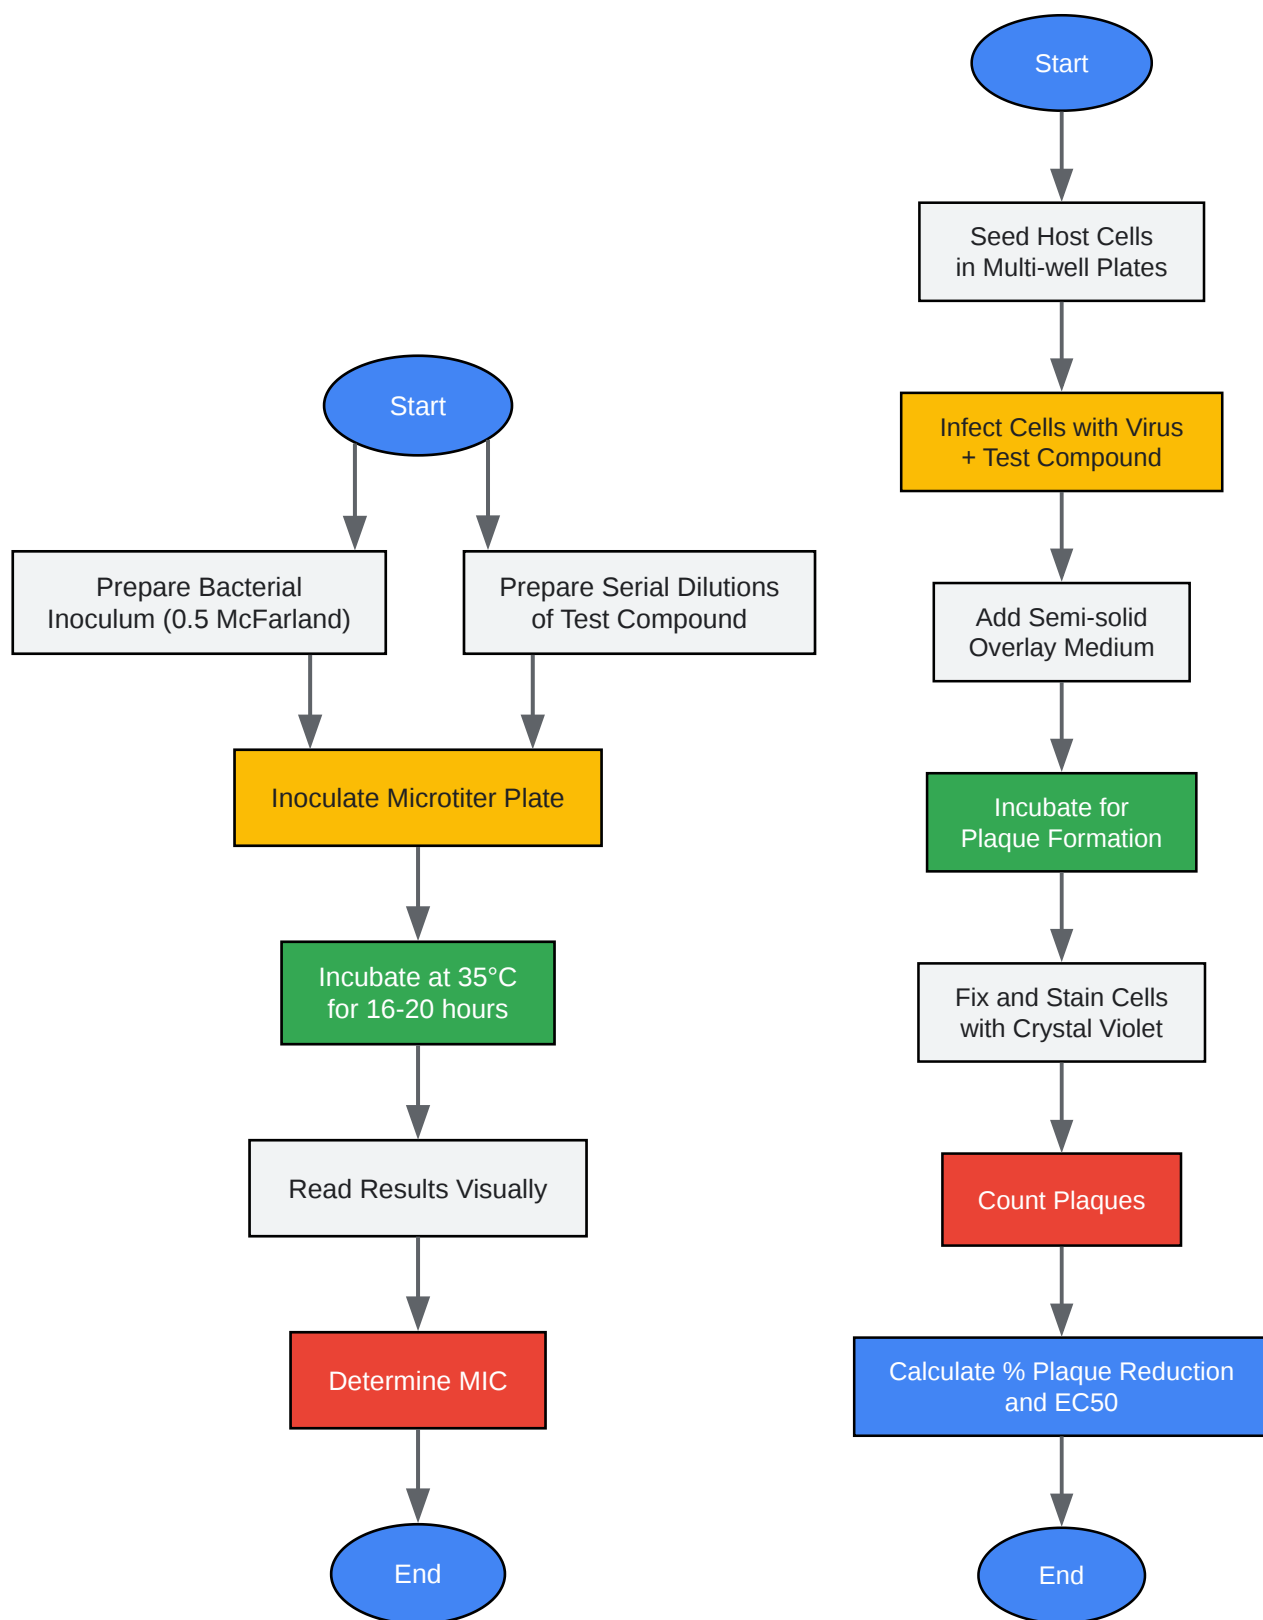 Start
Prepare Bacterial
Inoculum (0.5 McFarland)
Prepare Serial Dilutions
of Test Compound
Inoculate Microtiter Plate
Incubate at 35°C
for 16-20 hours
Read Results Visually
Determine MIC
End
Start
Seed Host Cells
in Multi-well Plates
Infect Cells with Virus
+ Test Compound
Add Semi-solid
Overlay Medium
Incubate for
Plaque Formation
Fix and Stain Cells
with Crystal Violet
Count Plaques
Calculate % Plaque Reduction
and EC50
End